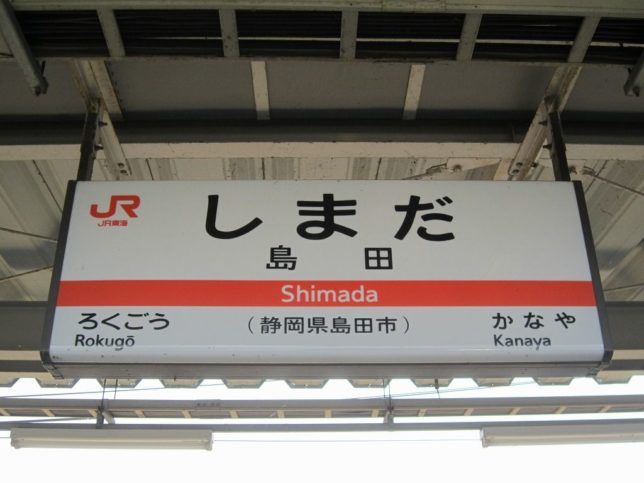 JR
JR東海
しまだ
島田
Shimada
ろくごう
Rokugō
(静岡県島田市)
かなや
Kanaya